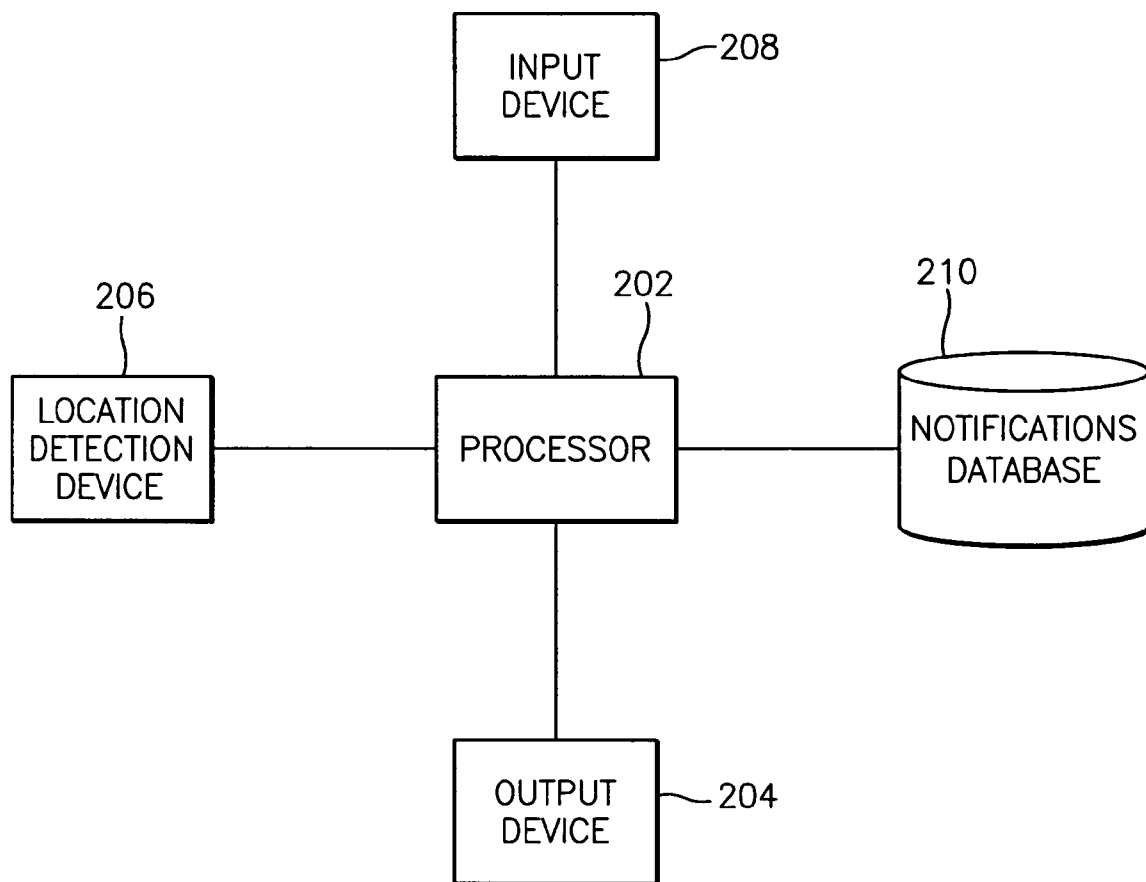 208
INPUT
DEVICE
206
202
210
LOCATION
DETECTION
DEVICE
PROCESSOR
NOTIFICATIONS
DATABASE
OUTPUT
DEVICE
204